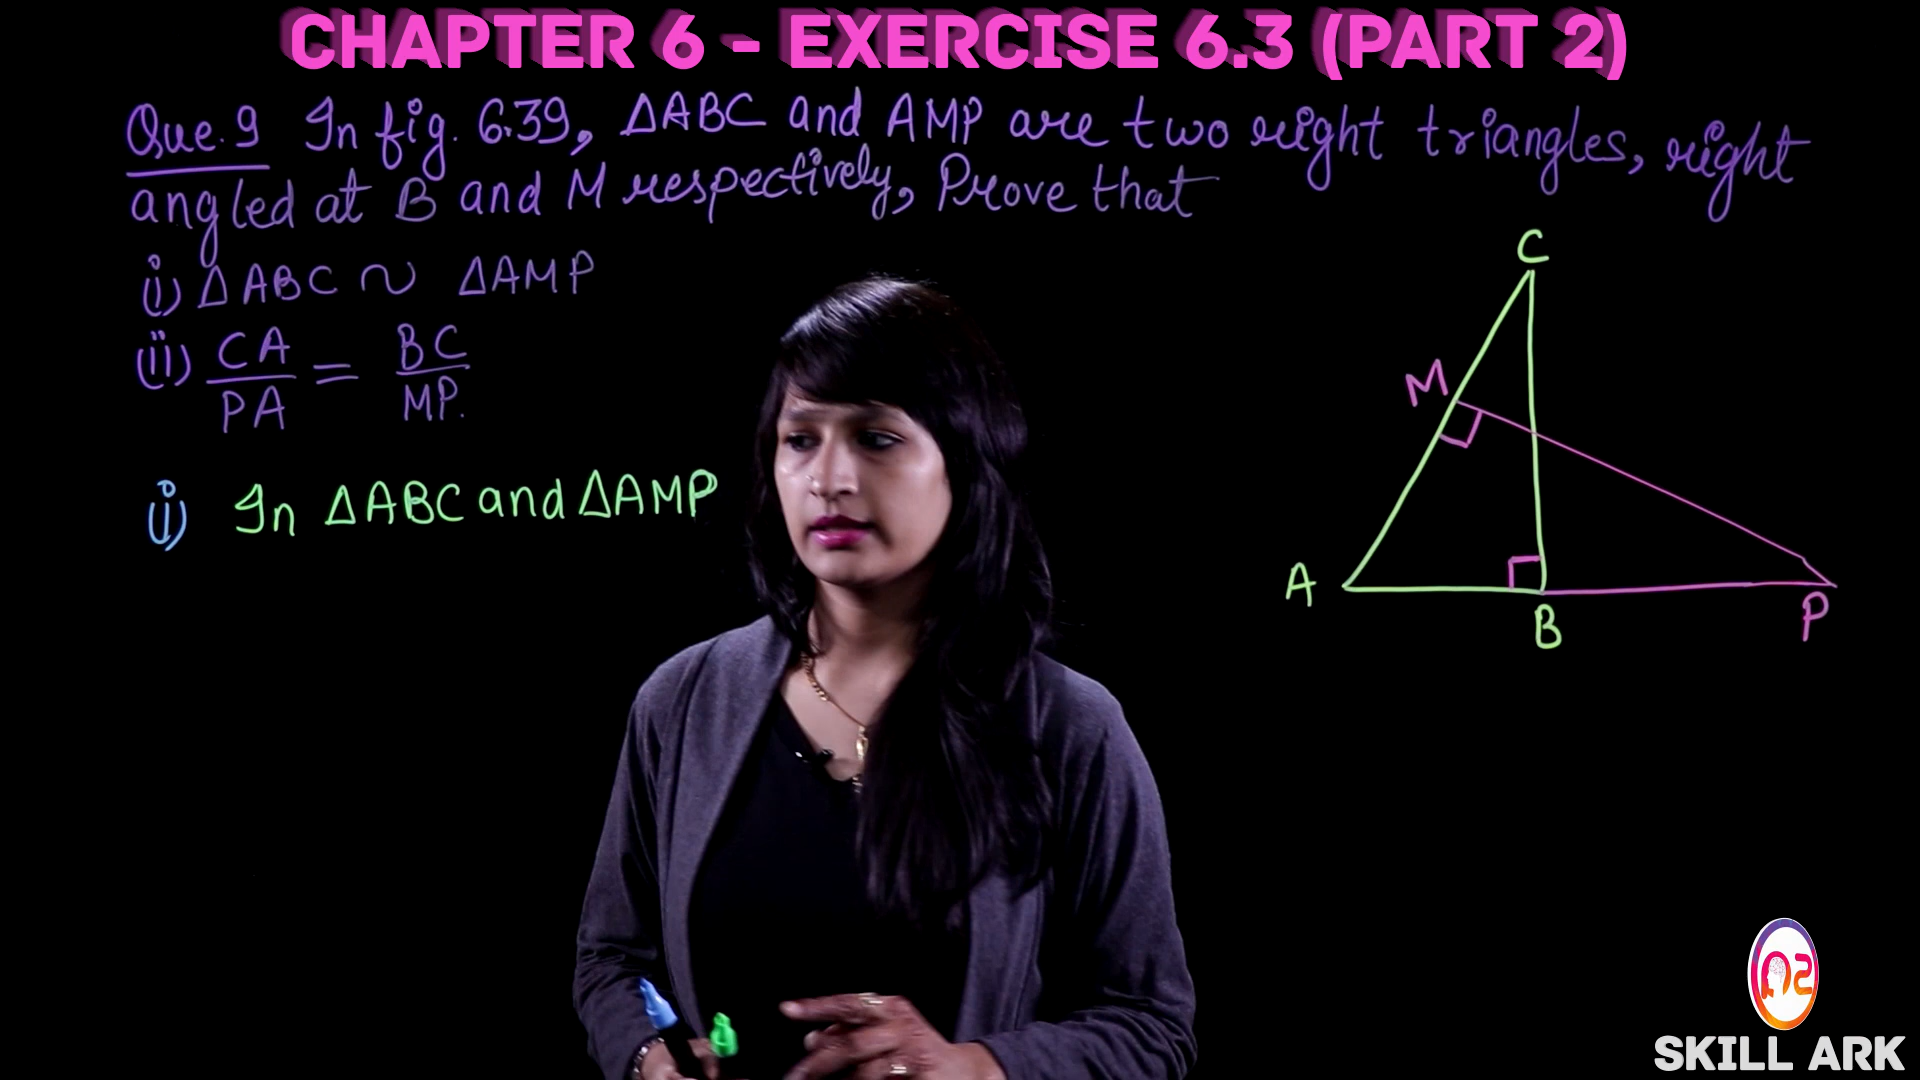 CHAPTER 6 - EXERCISE 6.3 (PART 2)
Que. 9 In fig. 6.39, ΔABC and AMP are two right triangles, right
angled at B and M respectively, Prove that
(i) ΔABC ~ ΔAMP
(ii) CA/PA = BC/MP.
(i) In ΔABC and ΔAMP
C
M
A
B
P
SKILL ARK